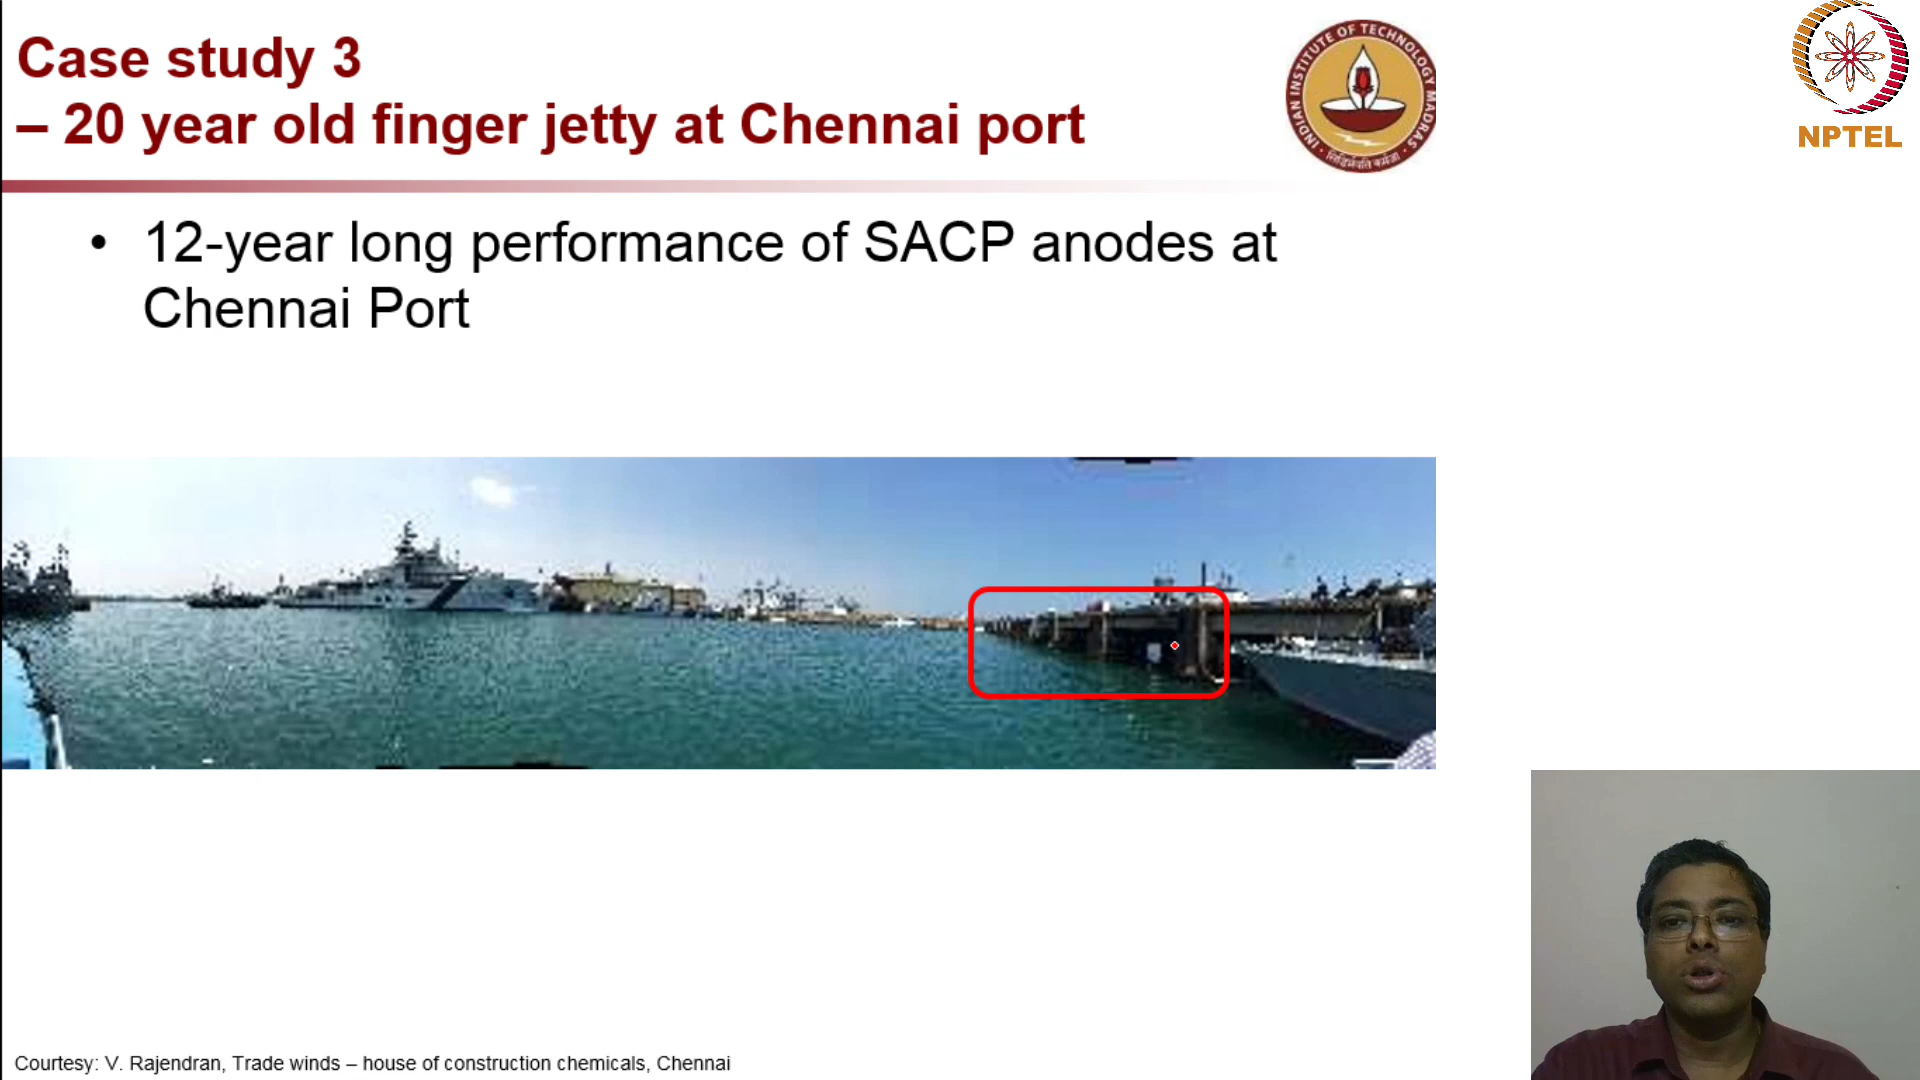 Case study 3
– 20 year old finger jetty at Chennai port
INDIAN INSTITUTE OF TECHNOLOGY MADRAS
NPTEL
• 12-year long performance of SACP anodes at
Chennai Port
Courtesy: V. Rajendran, Trade winds – house of construction chemicals, Chennai